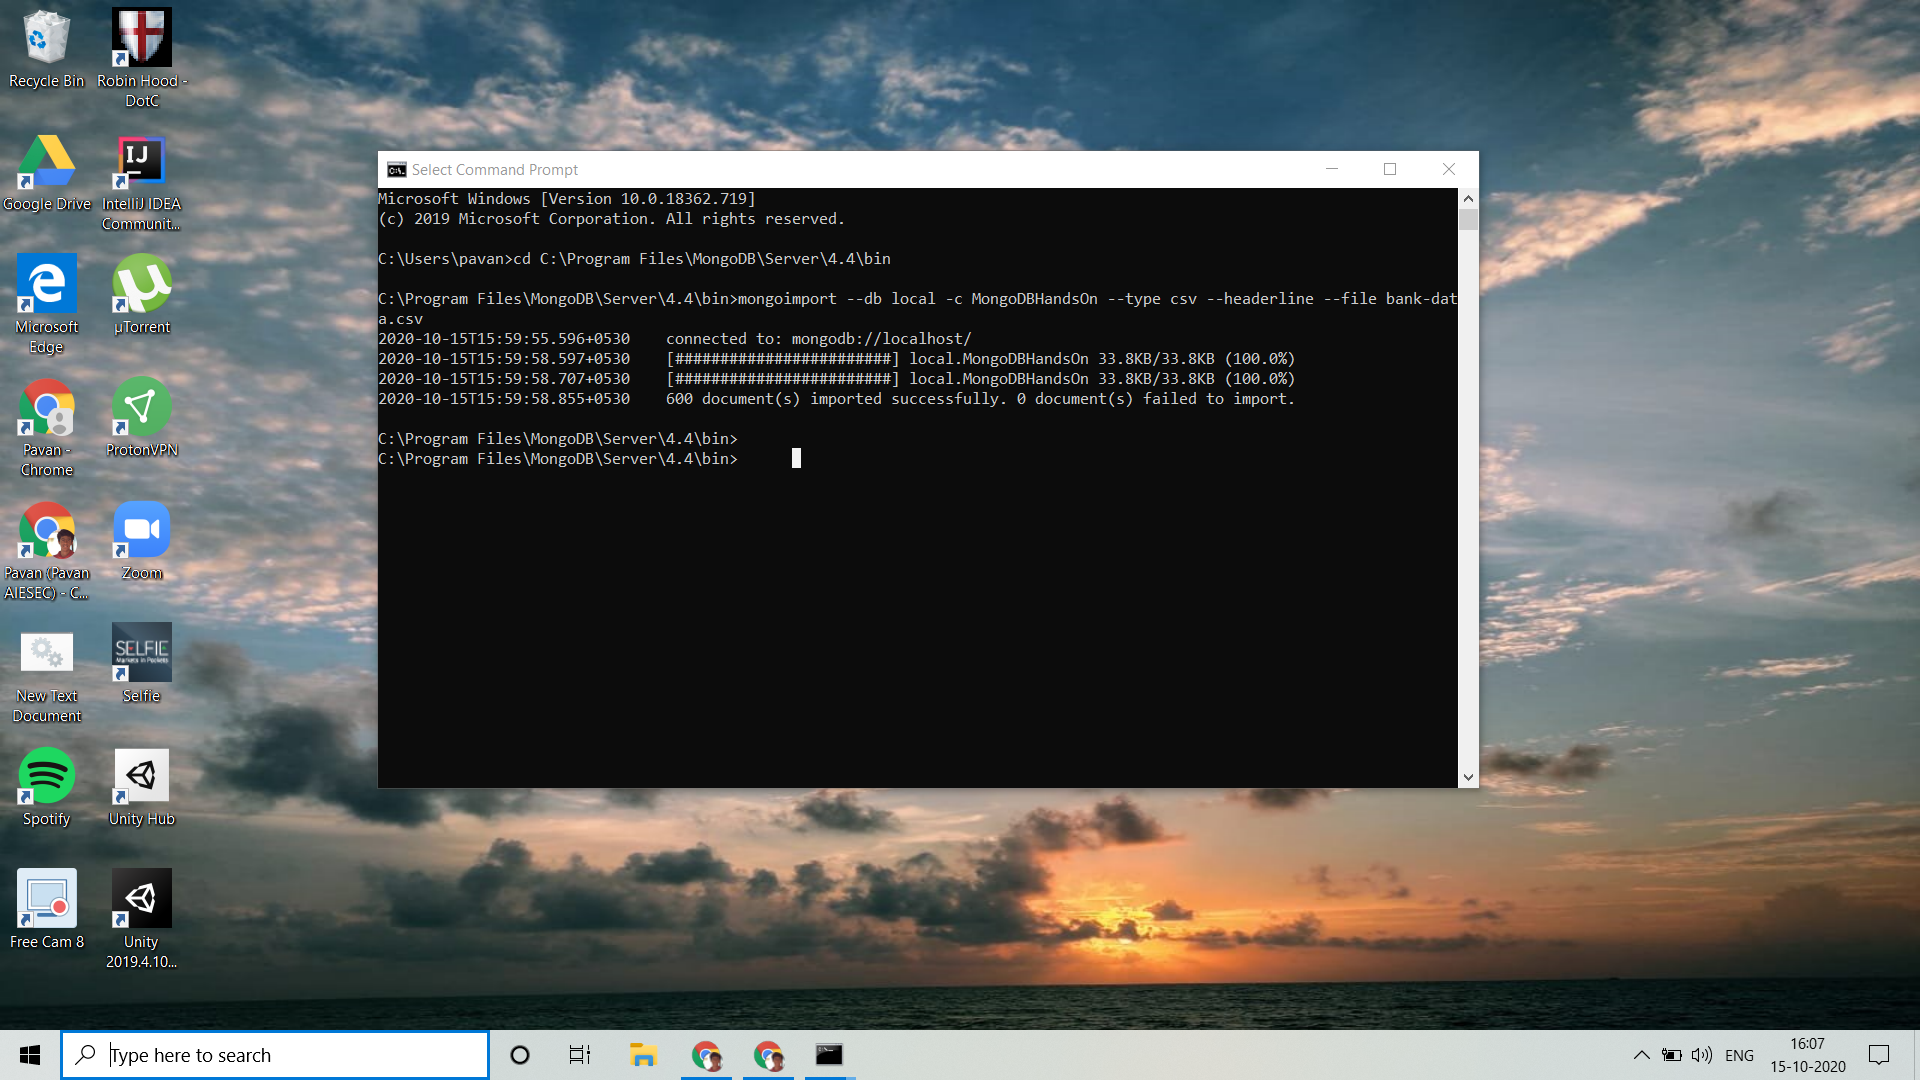 Recycle Bin
Robin Hood -
DotC
Google Drive
IJ
IntelliJ IDEA
Communit...
Microsoft
Edge
µTorrent
Pavan -
Chrome
ProtonVPN
Pavan (Pavan
AIESEC) - C...
Zoom
New Text
Document
SELFIE
Markets in Pockets
Selfie
Spotify
Unity Hub
Free Cam 8
Unity
2019.4.10...
Select Command Prompt
Microsoft Windows [Version 10.0.18362.719]
(c) 2019 Microsoft Corporation. All rights reserved.
C:\Users\pavan>cd C:\Program Files\MongoDB\Server\4.4\bin
C:\Program Files\MongoDB\Server\4.4\bin>mongoimport --db local -c MongoDBHandsOn --type csv --headerline --file bank-dat
a.csv
2020-10-15T15:59:55.596+0530    connected to: mongodb://localhost/
2020-10-15T15:59:58.597+0530    [########################] local.MongoDBHandsOn 33.8KB/33.8KB (100.0%)
2020-10-15T15:59:58.707+0530    [########################] local.MongoDBHandsOn 33.8KB/33.8KB (100.0%)
2020-10-15T15:59:58.855+0530    600 document(s) imported successfully. 0 document(s) failed to import.
C:\Program Files\MongoDB\Server\4.4\bin>
C:\Program Files\MongoDB\Server\4.4\bin>
Type here to search
ENG
16:07
15-10-2020